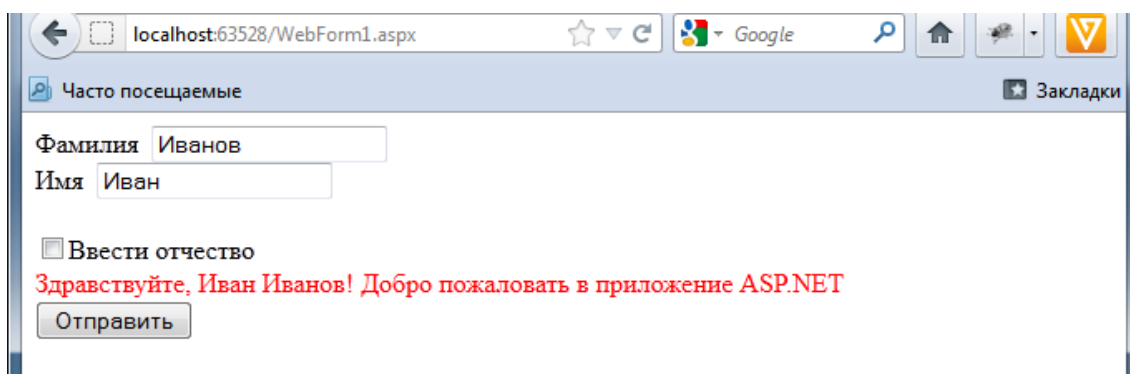 localhost:63528/WebForm1.aspx Google
Часто посещаемые Закладки
Фамилия Иванов
Имя Иван
Ввести отчество
Здравствуйте, Иван Иванов! Добро пожаловать в приложение ASP.NET
Отправить